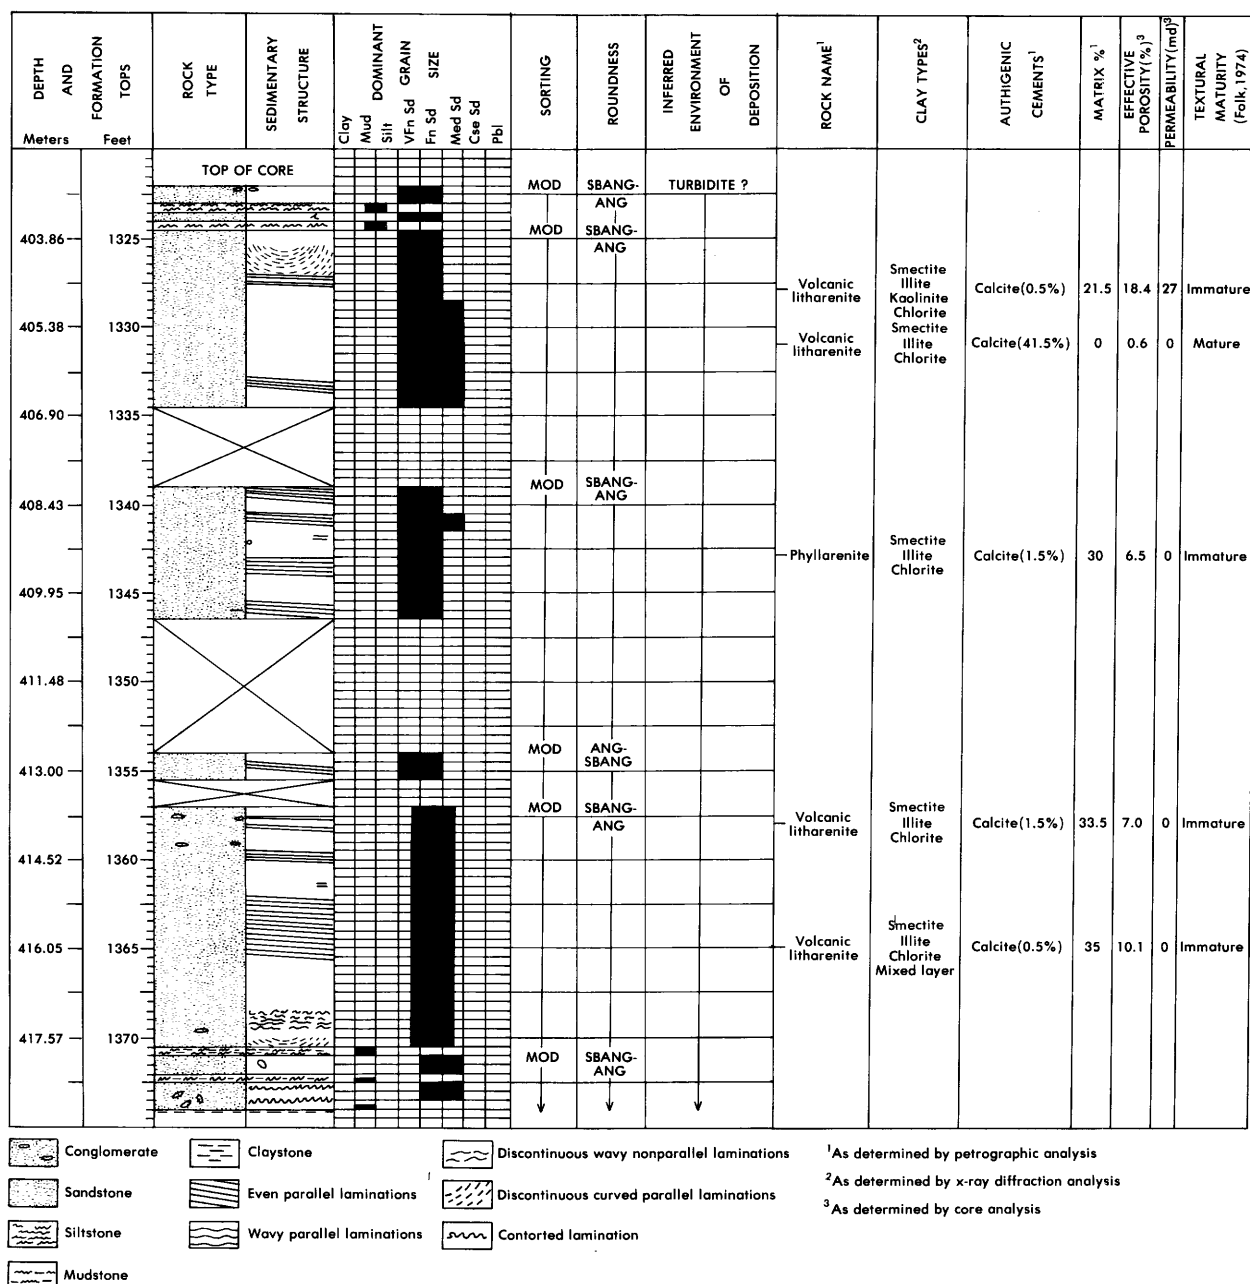 DEPTH AND FORMATION TOPS
Meters Feet
ROCK TYPE
SEDIMENTARY STRUCTURE
DOMINANT GRAIN SIZE
Clay
Mud
Silt
VFn Sd
Fn Sd
Med Sd
Cse Sd
Pbl
SORTING
ROUNDNESS
INFERRED ENVIRONMENT OF DEPOSITION
ROCK NAME¹
CLAY TYPES²
AUTHIGENIC CEMENTS¹
MATRIX %¹
EFFECTIVE POROSITY(%)³
PERMEABILITY(md)³
TEXTURAL MATURITY (Folk, 1974)
TOP OF CORE
MOD SBANG- TURBIDITE ?
ANG
MOD SBANG-
403.86 1325
ANG
Smectite
Volcanic Illite
litharenite Kaolinite Calcite(0.5%) 21.5 18.4 27 Immature
Chlorite
405.38 1330
Smectite
Volcanic Illite
litharenite Chlorite Calcite(41.5%) 0 0.6 0 Mature
406.90 1335
MOD SBANG-
ANG
408.43 1340
Smectite
Phyllarenite Illite Calcite(1.5%) 30 6.5 0 Immature
Chlorite
409.95 1345
411.48 1350
MOD ANG-
SBANG
413.00 1355
MOD SBANG-
ANG
Smectite
Volcanic Illite
litharenite Chlorite Calcite(1.5%) 33.5 7.0 0 Immature
414.52 1360
Smectite
Volcanic Illite
416.05 1365 litharenite Chlorite Calcite(0.5%) 35 10.1 0 Immature
Mixed layer
417.57 1370
MOD SBANG-
ANG
Conglomerate
Sandstone
Siltstone
Mudstone
Claystone
Even parallel laminations
Wavy parallel laminations
Discontinuous wavy nonparallel laminations
Discontinuous curved parallel laminations
Contorted lamination
¹As determined by petrographic analysis
²As determined by x-ray diffraction analysis
³As determined by core analysis